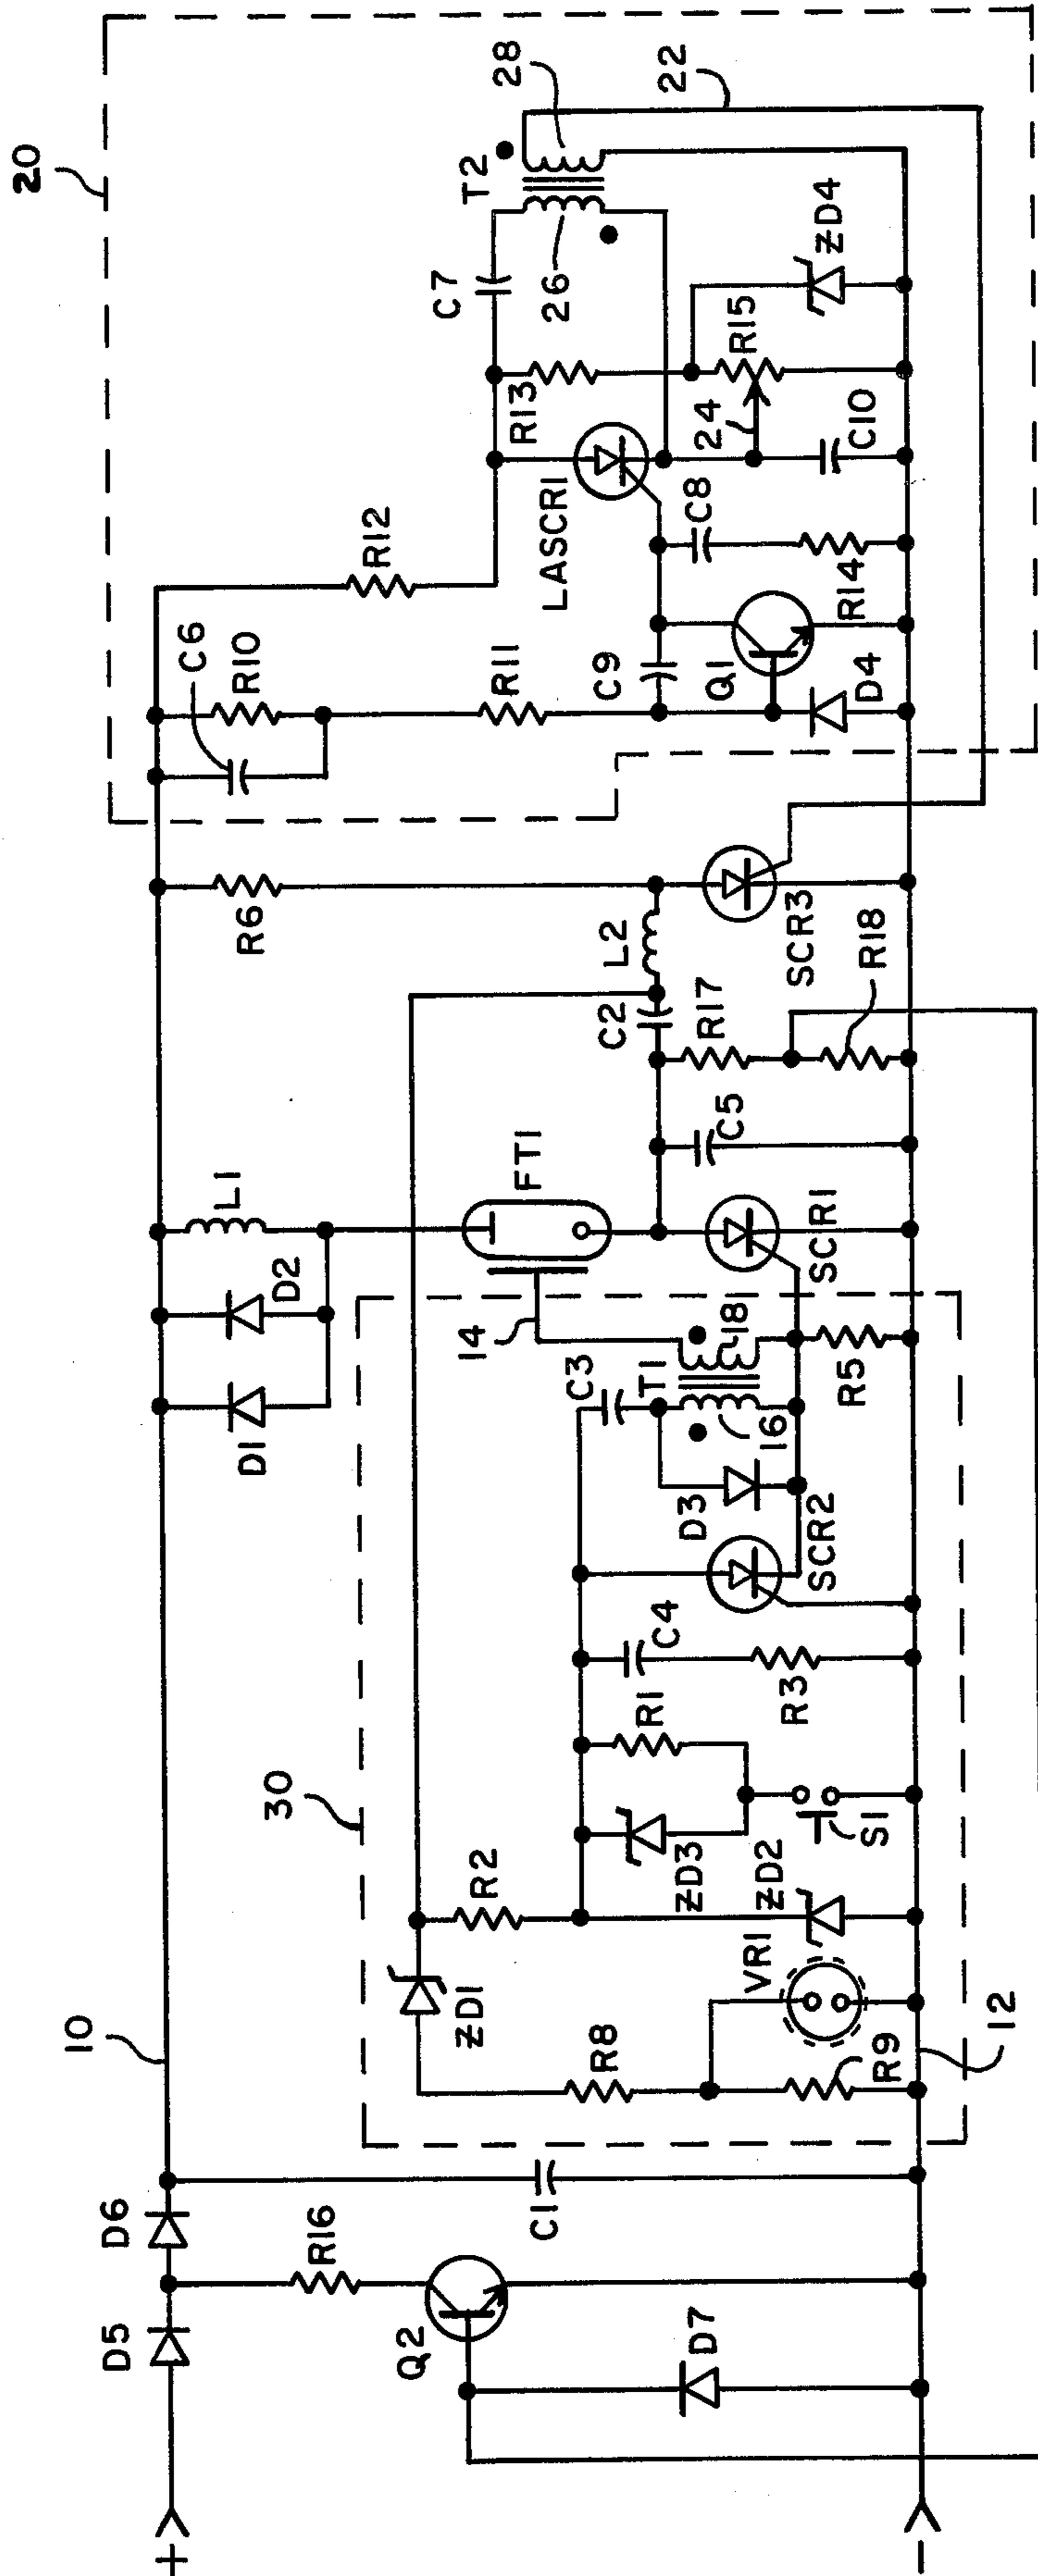 20
28
22
T2
C7
26
ZD4
R13
R15
24
C10
R12
LASCR1
C8
R14
C6
R10
R11
C9
Q1
D4
R6
L2
SCR3
R18
C2
R17
C5
L1
FT1
D2
SCR1
14
18
C3
T1
R5
D1
16
D3
SCR2
C4
R1
R3
30
ZD3
S1
R2
ZD2
VR1
10
ZD1
12
R8
R9
D6
C1
R16
D5
Q2
D7
+
−